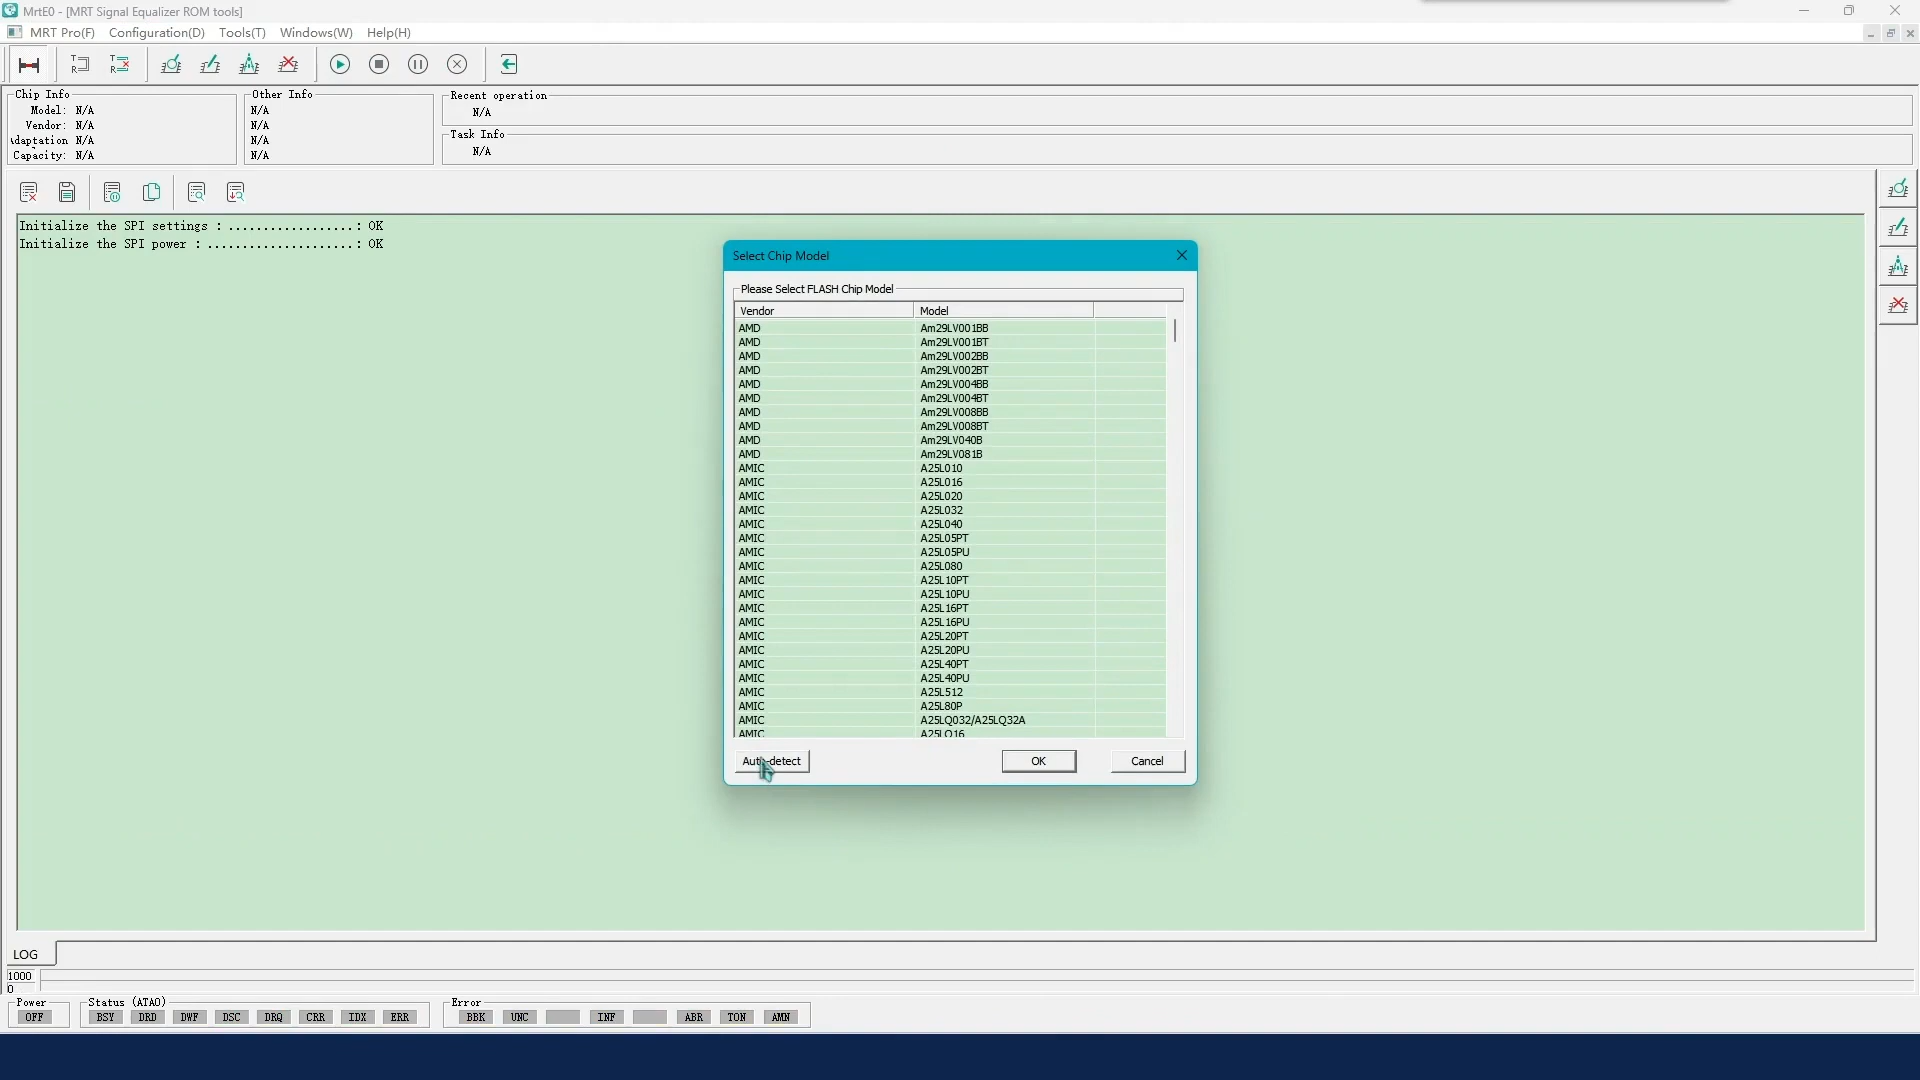 MrtE0 - [MRT Signal Equalizer ROM tools]
MRT Pro(F) Configuration(D) Tools(T) Windows(W) Help(H)
Chip Info
Model: N/A
Vendor: N/A
daptation N/A
Capacity: N/A
Other Info
N/A
N/A
N/A
N/A
Recent operation
N/A
Task Info
N/A
Initialize the SPI settings : ..................: OK
Initialize the SPI power : .....................: OK
Select Chip Model
Please Select FLASH Chip Model
Vendor Model
AMD Am29LV001BB
AMD Am29LV001BT
AMD Am29LV002BB
AMD Am29LV002BT
AMD Am29LV004BB
AMD Am29LV004BT
AMD Am29LV008BB
AMD Am29LV008BT
AMD Am29LV040B
AMD Am29LV081B
AMIC A25L010
AMIC A25L016
AMIC A25L020
AMIC A25L032
AMIC A25L040
AMIC A25L05PT
AMIC A25L05PU
AMIC A25L080
AMIC A25L10PT
AMIC A25L10PU
AMIC A25L16PT
AMIC A25L16PU
AMIC A25L20PT
AMIC A25L20PU
AMIC A25L40PT
AMIC A25L40PU
AMIC A25L512
AMIC A25L80P
AMIC A25LQ032/A25LQ32A
AMIC A25LQ16
Auto-detect OK Cancel
LOG
1000
0
Power
OFF
Status (ATA0)
BSY DRD DWF DSC DRQ CRR IDX ERR
Error
BBK UNC INF ABR TON AMN